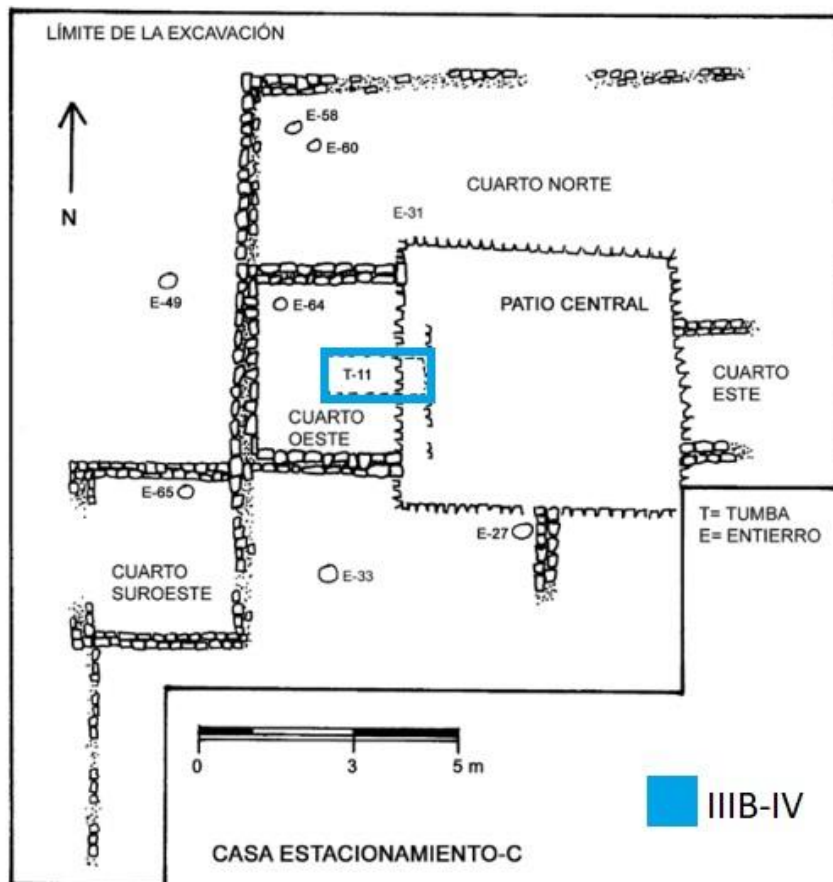 LÍMITE DE LA EXCAVACIÓN
E-58
E-60
N
CUARTO NORTE
E-31
E-49
E-64
PATIO CENTRAL
T-11
CUARTO
OESTE
CUARTO
ESTE
E-65
E-27
T= TUMBA
E= ENTIERRO
CUARTO
SUROESTE
E-33
0
3
5 m
IIIB-IV
CASA ESTACIONAMIENTO-C